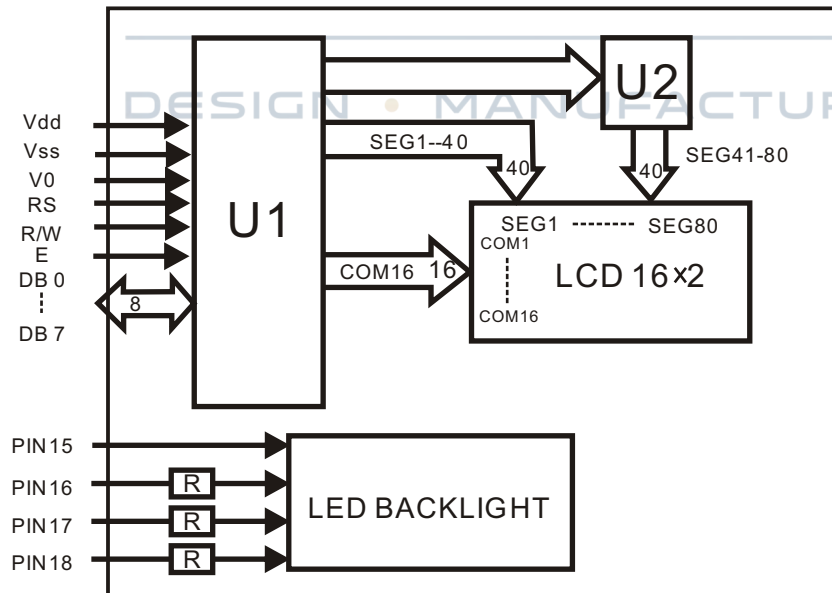 DESIGN • MANUFACTUR
U1
U2
Vdd
Vss
V0
RS
R/W
E
DB 0
DB 7
8
SEG1--40
40
40
SEG41-80
SEG1 SEG80
COM1
COM16
LCD 16×2
COM16 16
PIN15
PIN16
PIN17
PIN18
R
R
R
LED BACKLIGHT